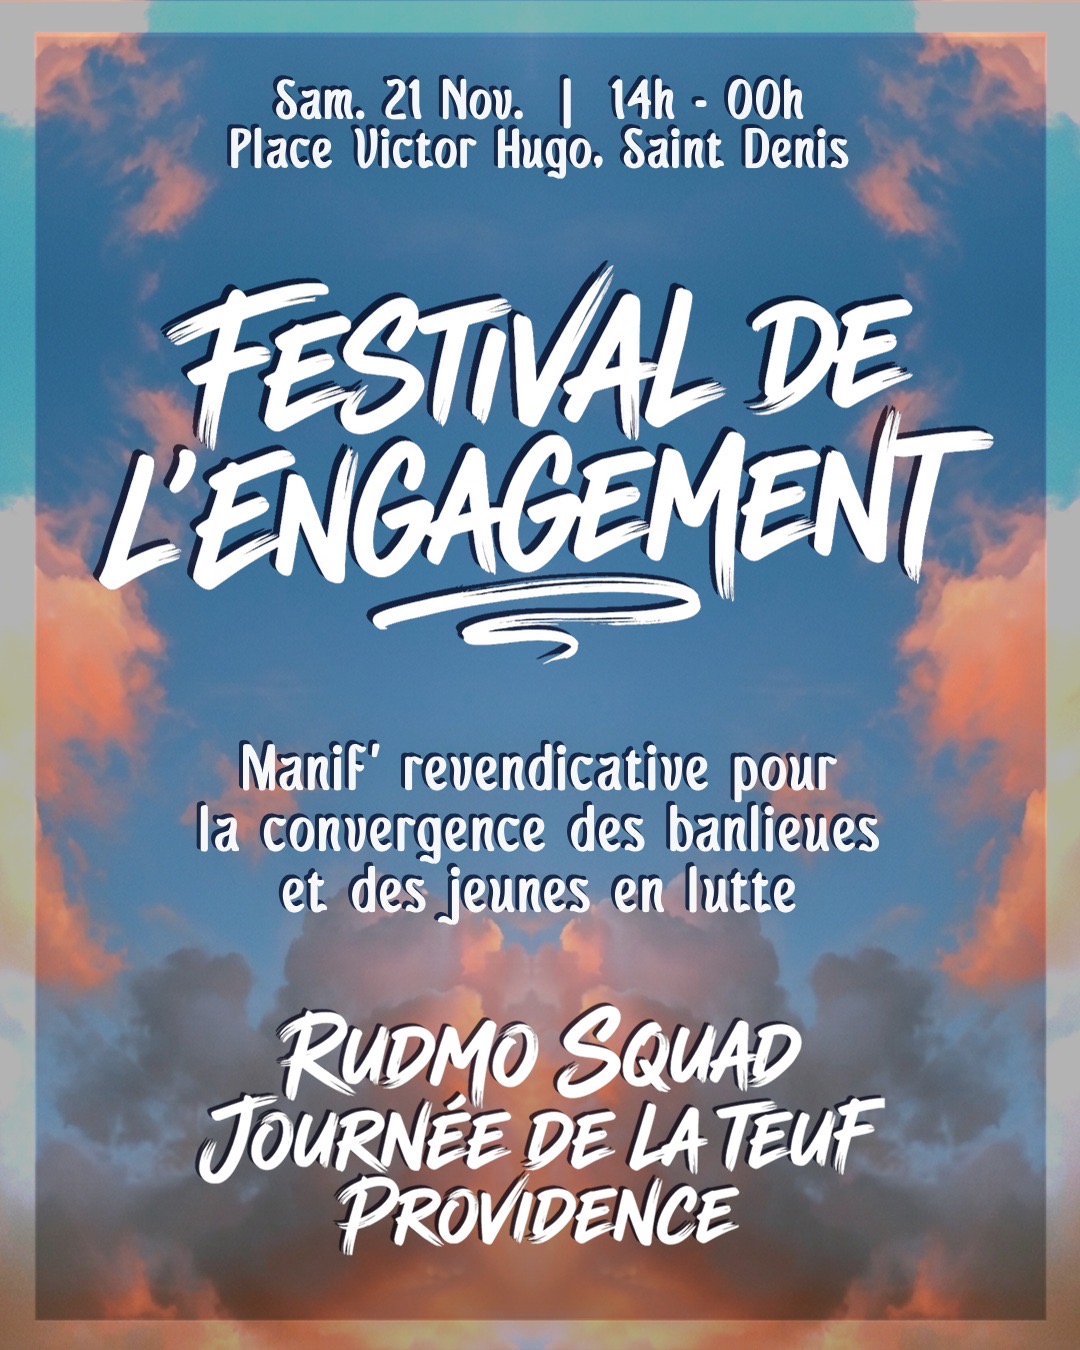 Sam. 21 Nov. | 14h - 00h
Place Victor Hugo, Saint Denis
FESTIVAL DE
L'ENGAGEMENT
Manif' revendicative pour
la convergence des banlieues
et des jeunes en lutte
RUDMO SQUAD
JOURNÉE DE LA TEUF
PROVIDENCE